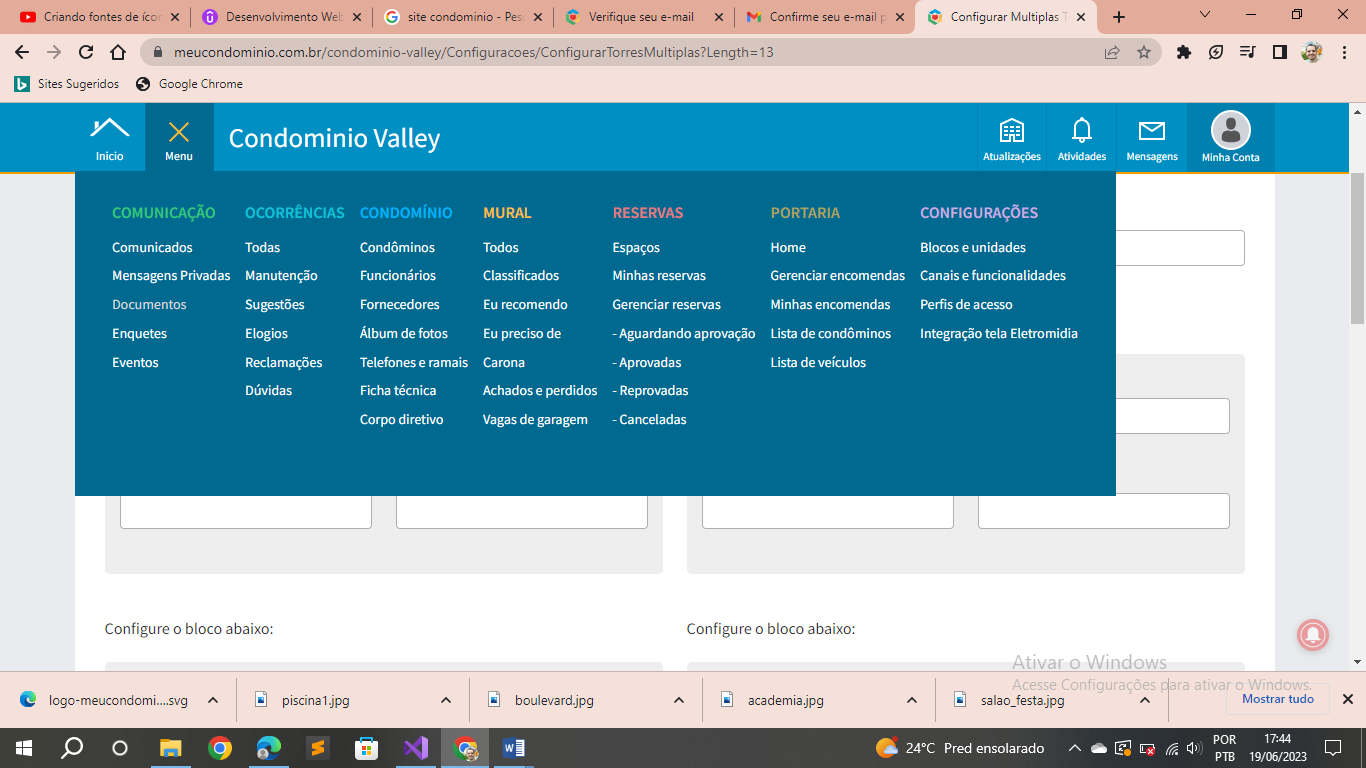 Criando fontes de ícor
Desenvolvimento Web
site condominio - Pesc
Verifique seu e-mail
Confirme seu e-mail p
Configurar Multiplas T
meucondominio.com.br/condominio-valley/Configuracoes/ConfigurarTorresMultiplas?Length=13
Sites Sugeridos
Google Chrome
Inicio
Menu
Condominio Valley
Atualizações
Atividades
Mensagens
Minha Conta
COMUNICAÇÃO
Comunicados
Mensagens Privadas
Documentos
Enquetes
Eventos
OCORRÊNCIAS
Todas
Manutenção
Sugestões
Elogios
Reclamações
Dúvidas
CONDOMÍNIO
Condôminos
Funcionários
Fornecedores
Álbum de fotos
Telefones e ramais
Ficha técnica
Corpo diretivo
MURAL
Todos
Classificados
Eu recomendo
Eu preciso de
Carona
Achados e perdidos
Vagas de garagem
RESERVAS
Espaços
Minhas reservas
Gerenciar reservas
- Aguardando aprovação
- Aprovadas
- Reprovadas
- Canceladas
PORTARIA
Home
Gerenciar encomendas
Minhas encomendas
Lista de condôminos
Lista de veículos
CONFIGURAÇÕES
Blocos e unidades
Canais e funcionalidades
Perfis de acesso
Integração tela Eletromidia
Configure o bloco abaixo:
Configure o bloco abaixo:
Ativar o Windows
Acesse Configurações para ativar o Windows.
logo-meucondomi....svg
piscina1.jpg
boulevard.jpg
academia.jpg
salao_festa.jpg
Mostrar tudo
24°C Pred ensolarado
POR
PTB
17:44
19/06/2023